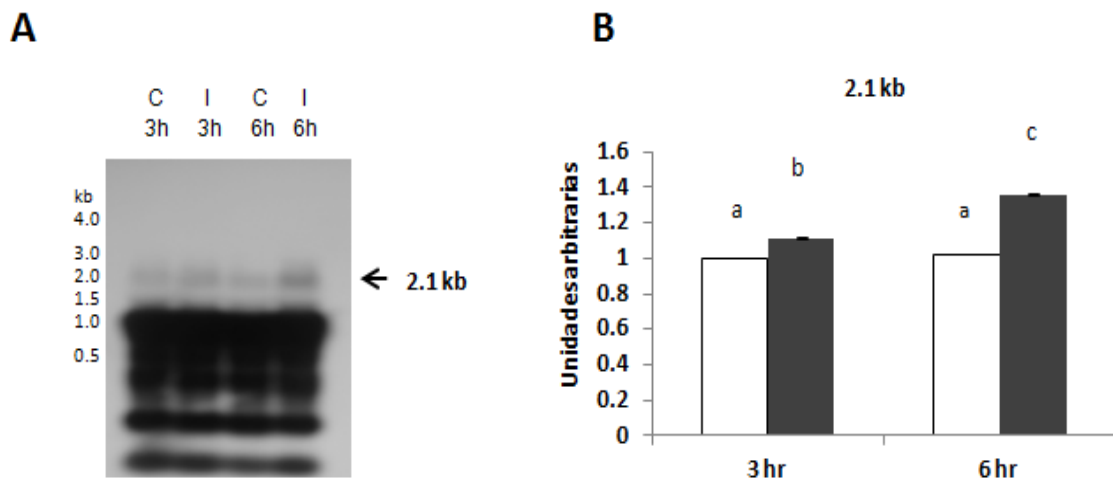 A
C I C I
3h 3h 6h 6h
kb
4.0
3.0
2.0
1.5
1.0
0.5
2.1 kb
B
2.1 kb
Unidadesarbitrarias
1.6
1.4
1.2
1
0.8
0.6
0.4
0.2
0
a b a c
3 hr 6 hr